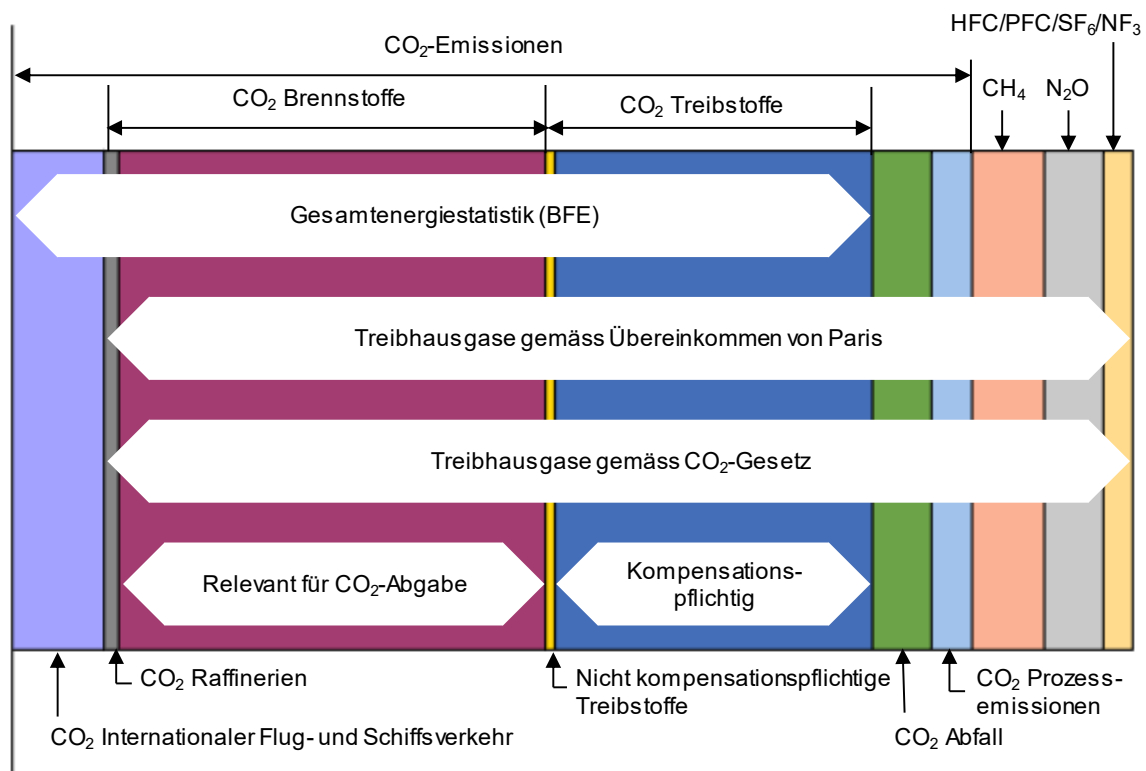 HFC/PFC/SF₆/NF₃
CO₂-Emissionen
CH₄ N₂O
CO₂ Brennstoffe CO₂ Treibstoffe
Gesamtenergiestatistik (BFE)
Treibhausgase gemäss Übereinkommen von Paris
Treibhausgase gemäss CO₂-Gesetz
Relevant für CO₂-Abgabe
Kompensations-
pflichtig
CO₂ Raffinerien
Nicht kompensationspflichtige
Treibstoffe
CO₂ Prozess-
emissionen
CO₂ Internationaler Flug- und Schiffsverkehr
CO₂ Abfall